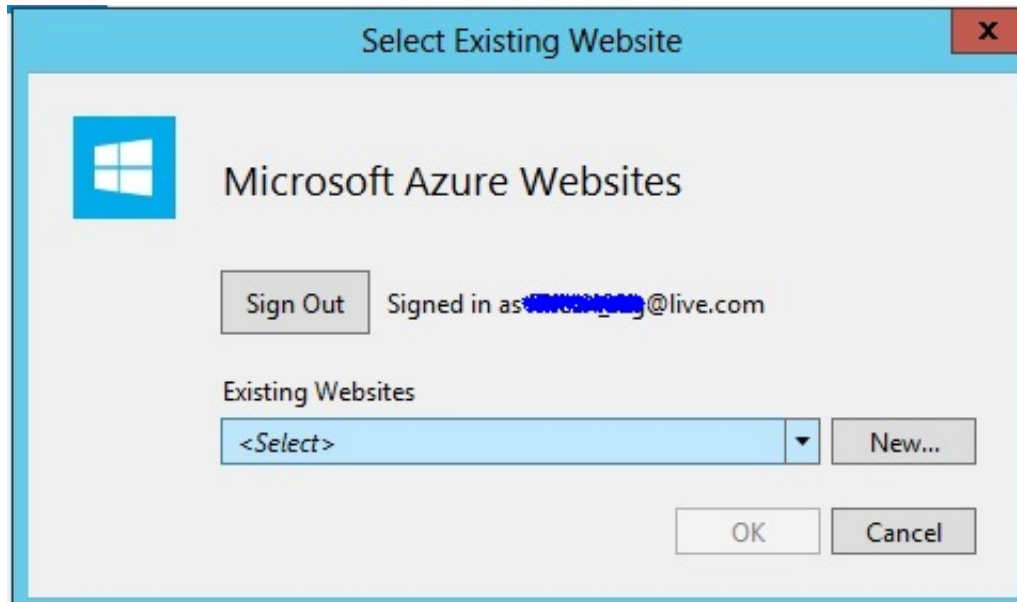 Select Existing Website
x
Microsoft Azure Websites
Sign Out Signed in as @live.com
Existing Websites
<Select> New...
OK Cancel